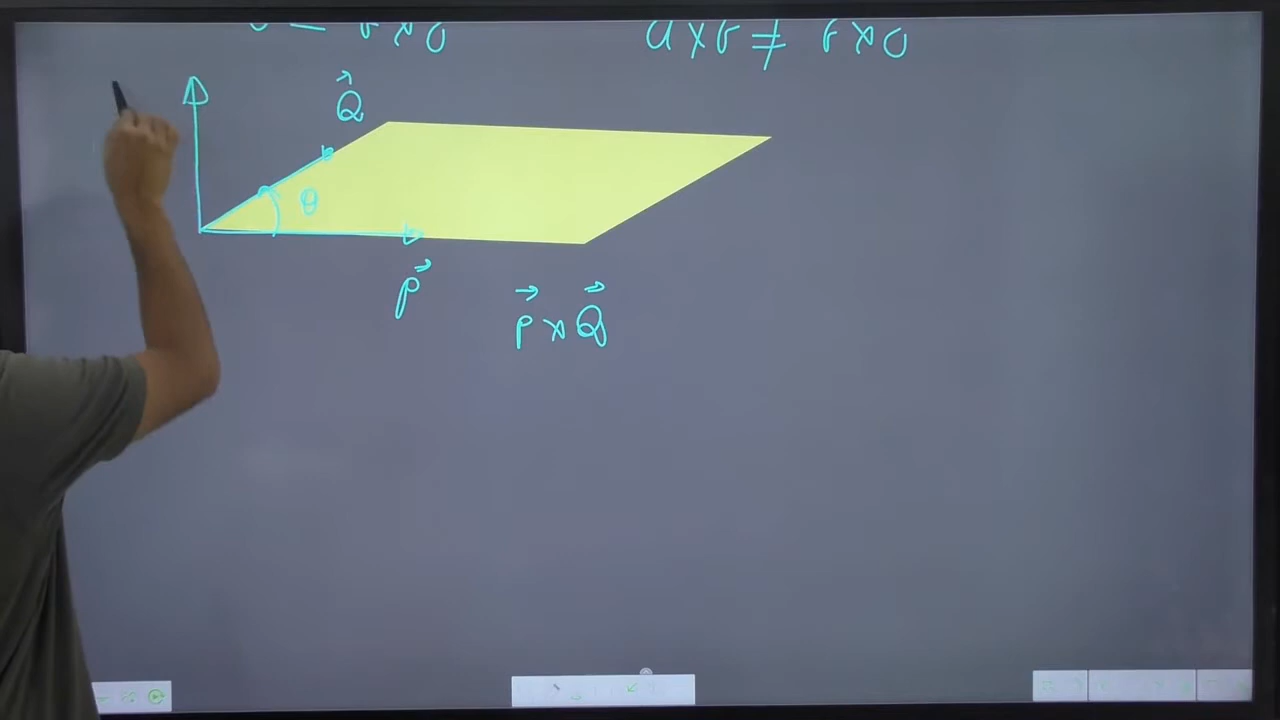 a × b ≠ b × a
Q⃗
θ
P⃗
P⃗ × Q⃗